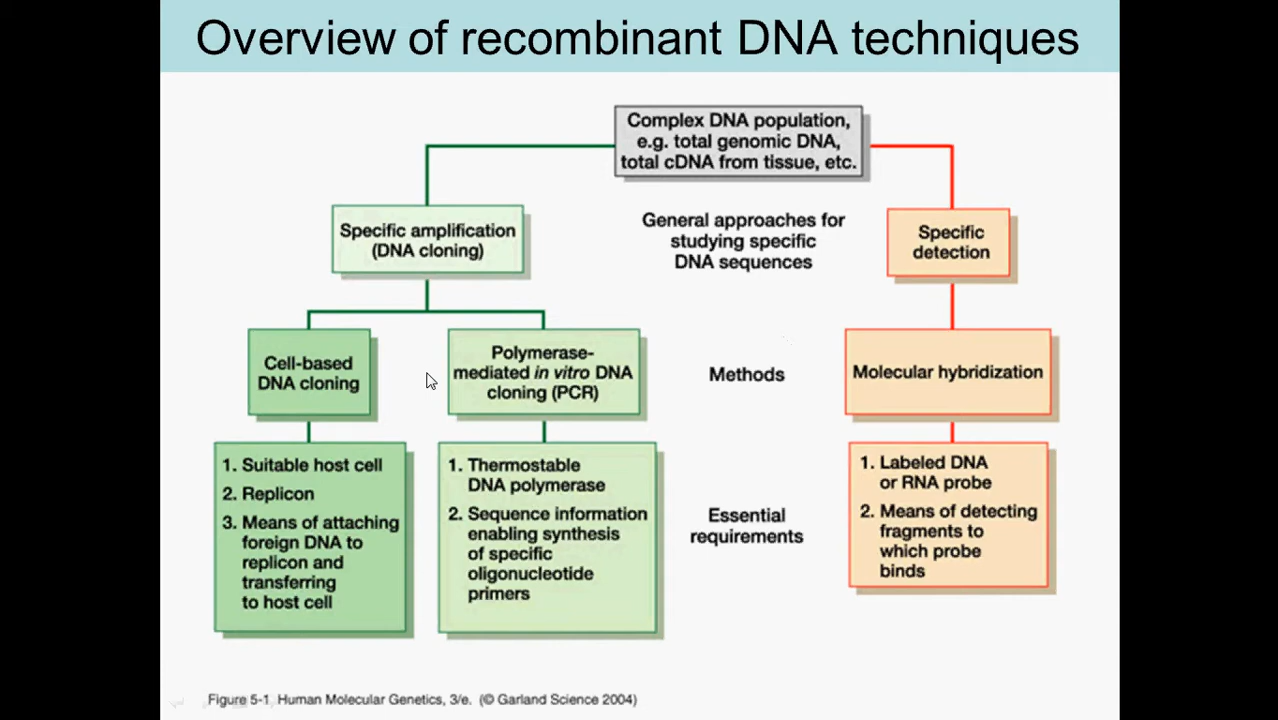 Overview of recombinant DNA techniques
Complex DNA population,
e.g. total genomic DNA,
total cDNA from tissue, etc.
Specific amplification
(DNA cloning)
General approaches for
studying specific
DNA sequences
Specific
detection
Cell-based
DNA cloning
Polymerase-
mediated in vitro DNA
cloning (PCR)
Methods
Molecular hybridization
1. Suitable host cell
2. Replicon
3. Means of attaching
foreign DNA to
replicon and
transferring
to host cell
1. Thermostable
DNA polymerase
2. Sequence information
enabling synthesis
of specific
oligonucleotide
primers
Essential
requirements
1. Labeled DNA
or RNA probe
2. Means of detecting
fragments to
which probe
binds
Figure 5-1 Human Molecular Genetics, 3/e. (© Garland Science 2004)